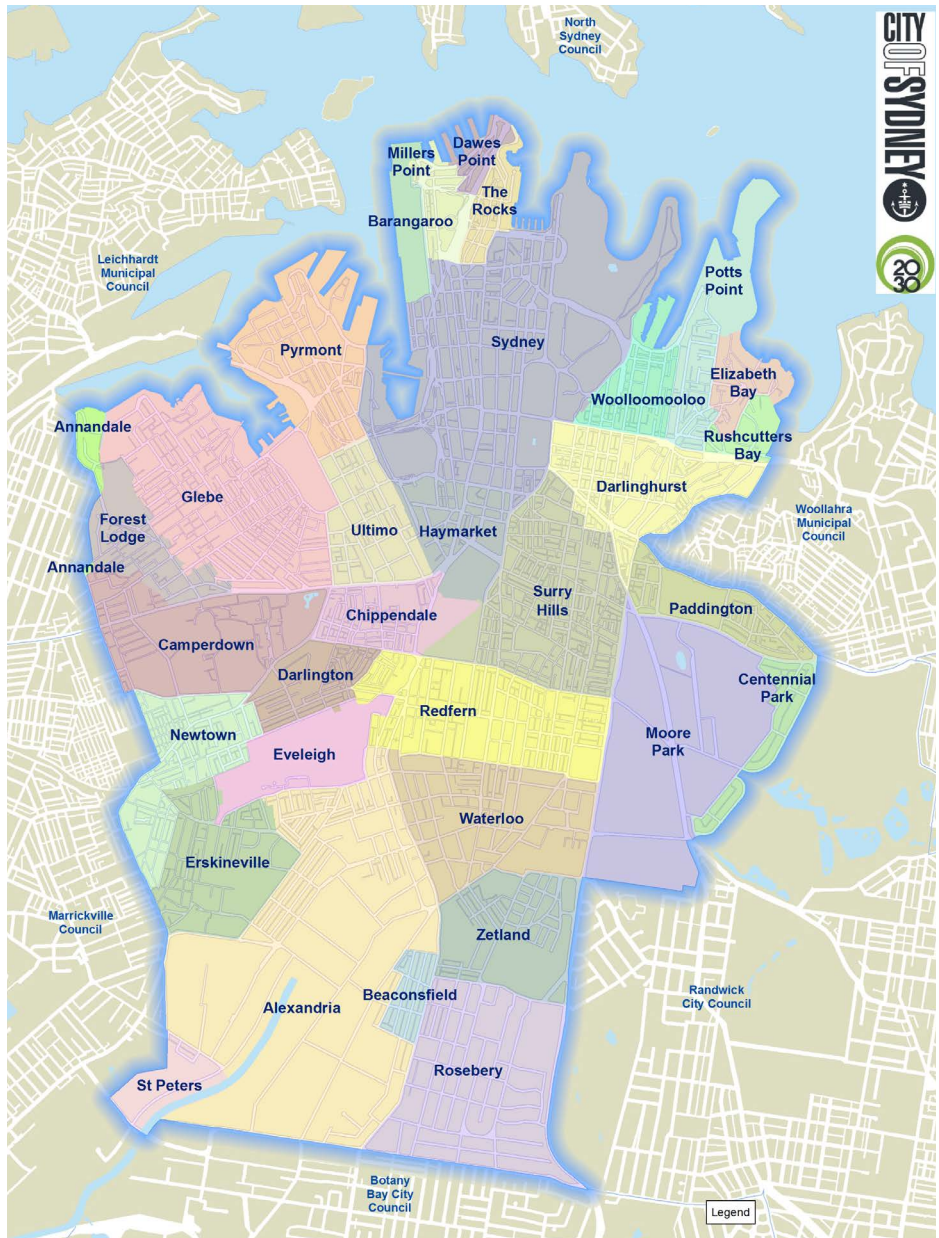 North
Sydney
Council
CITY OF SYDNEY
2030
Dawes
Point
Millers
Point
The
Rocks
Barangaroo
Leichhardt
Municipal
Council
Potts
Point
Sydney
Pyrmont
Elizabeth
Bay
Woolloomooloo
Annandale
Rushcutters
Bay
Darlinghurst
Glebe
Woollahra
Municipal
Council
Forest
Lodge
Ultimo
Haymarket
Annandale
Surry
Hills
Paddington
Chippendale
Camperdown
Darlington
Centennial
Park
Redfern
Newtown
Moore
Park
Eveleigh
Waterloo
Erskineville
Marrickville
Council
Zetland
Beaconsfield
Randwick
City Council
Alexandria
Rosebery
St Peters
Botany
Bay City
Council
Legend